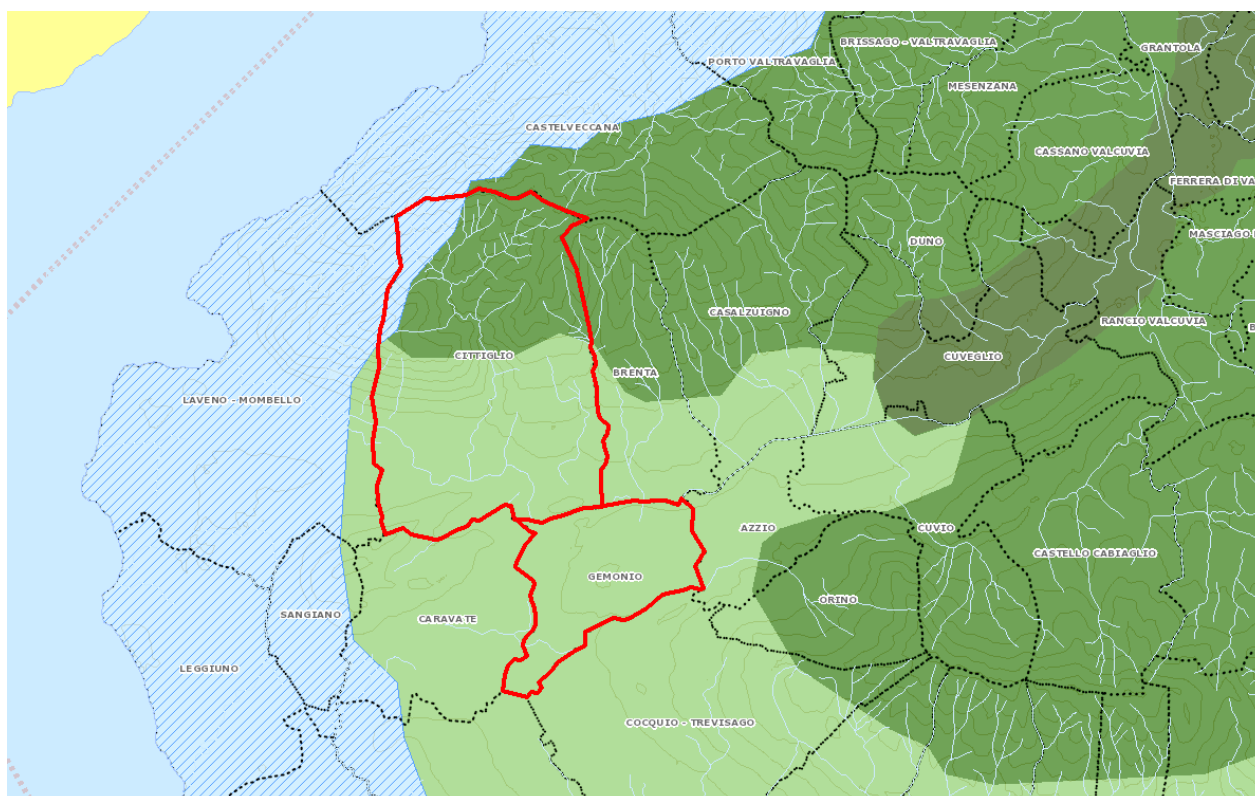 BRISSAGO - VALTRAVAGLIA
GRANTOLA
PORTO VALTRAVAGLIA
MESENZANA
CASTELVECCANA
CASSANO VALCUVIA
FERRERA DI VA
MASCIAGO
DUNO
CASALZUIGNO
RANCIO VALCUVIA
CITTIGLIO
CUVEGLIO
BRENTA
LAVENO - MOMBELLO
AZZIO
CUVIO
CASTELLO CABIAGLIO
GEMONIO
ORINO
SANGIANO
CARAVATE
LEGGIUNO
COCQUIO - TREVISAGO